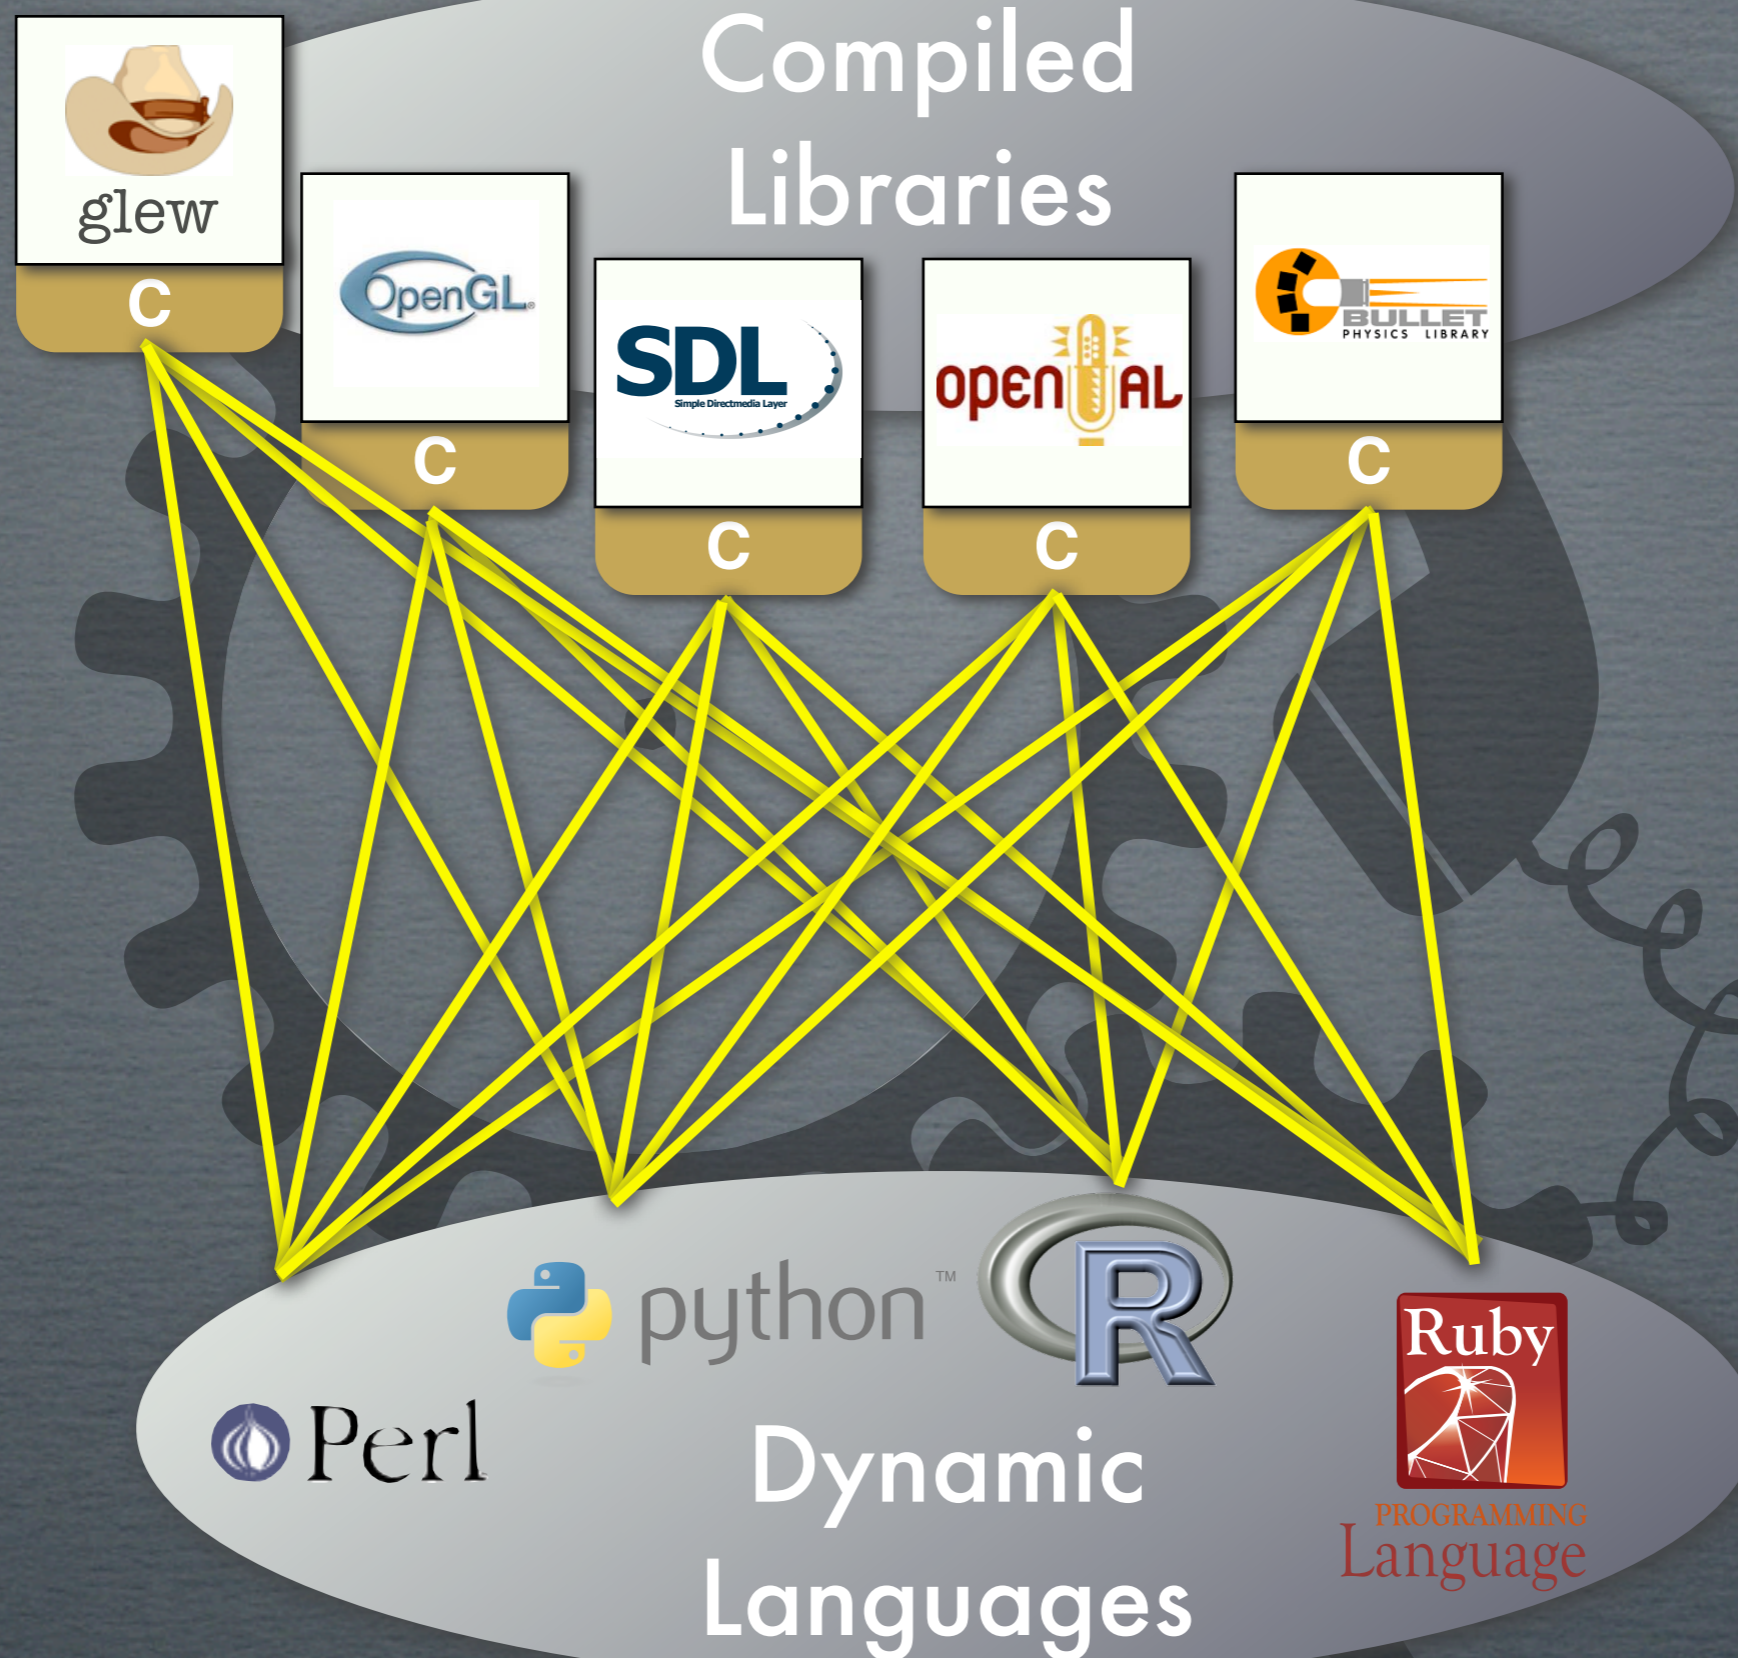 Compiled
Libraries
glew
C
OpenGL®
C
SDL
Simple Directmedia Layer
C
OPEN AL
C
BULLET
PHYSICS LIBRARY
C
python™
R
Perl
Ruby
PROGRAMMING
Language
Dynamic
Languages